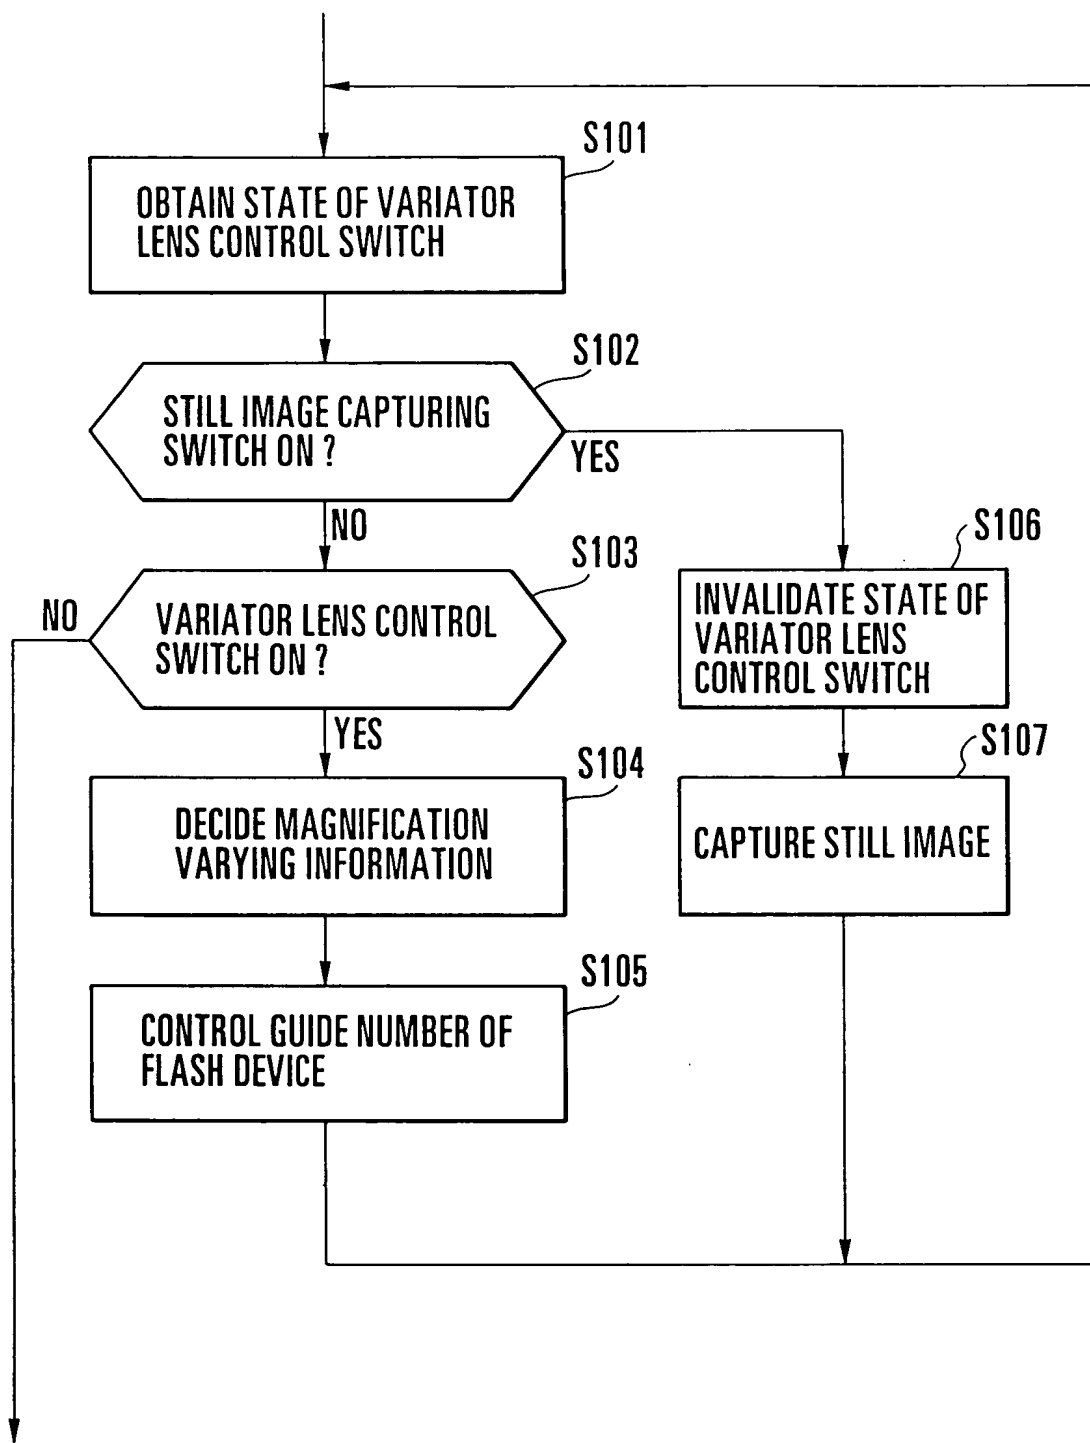 S101
OBTAIN STATE OF VARIATOR
LENS CONTROL SWITCH
S102
STILL IMAGE CAPTURING
SWITCH ON ?
YES
NO
S103
NO
VARIATOR LENS CONTROL
SWITCH ON ?
YES
S106
INVALIDATE STATE OF
VARIATOR LENS
CONTROL SWITCH
S104
DECIDE MAGNIFICATION
VARYING INFORMATION
S107
CAPTURE STILL IMAGE
S105
CONTROL GUIDE NUMBER OF
FLASH DEVICE